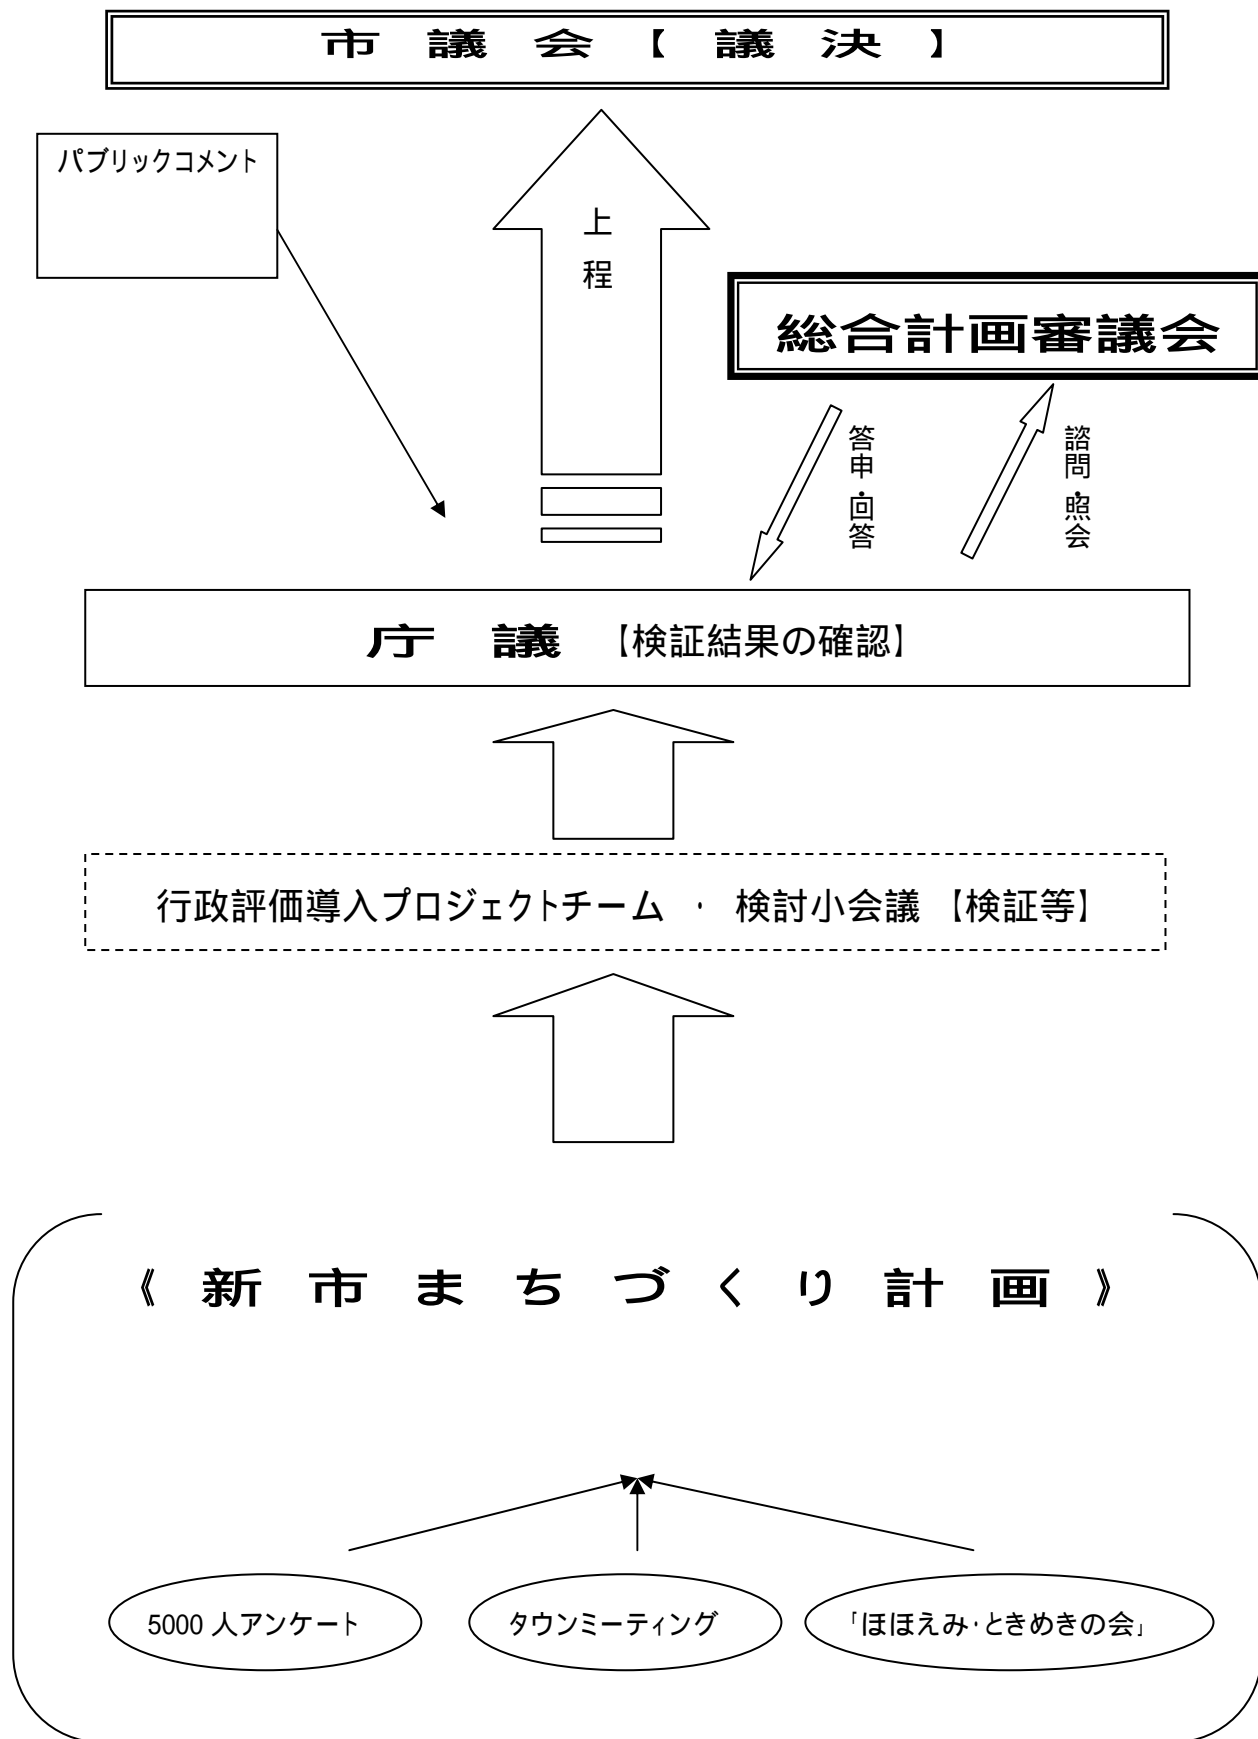 市議会【議決】
パブリックコメント
上程
総合計画審議会
答申・回答
諮問・照会
庁議 【検証結果の確認】
行政評価導入プロジェクトチーム ・ 検討小会議 【検証等】
《新市まちづくり計画》
5000人アンケート
タウンミーティング
「ほほえみ・ときめきの会」